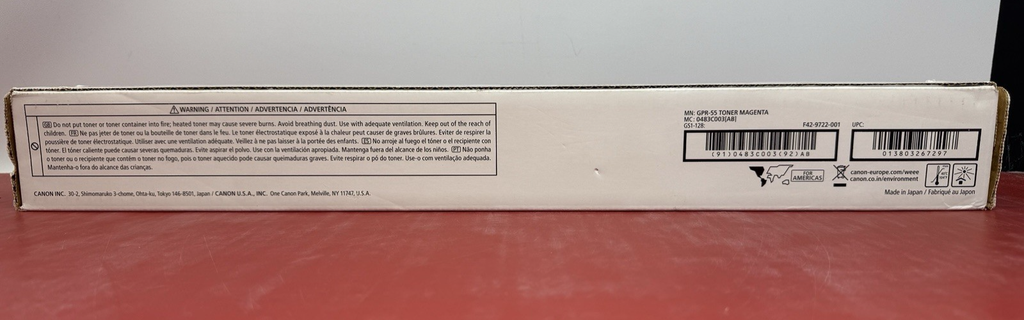 WARNING / ATTENTION / ADVERTENCIA / ADVERTÊNCIA
GB Do not put toner or toner container into fire; heated toner may cause severe burns. Avoid breathing dust. Use with adequate ventilation. Keep out of the reach of
children. FR Ne pas jeter de toner ou la bouteille de toner dans le feu. Le toner électrostatique exposé à la chaleur peut causer de graves brûlures. Eviter de respirer la
poussière de toner électrostatique. Utiliser avec une ventilation adéquate. Veillez à ne pas laisser à la portée des enfants. ES No arroje al fuego el tóner o el recipiente con
tóner. El tóner caliente puede causar severas quemaduras. Evite aspirar el polvo. Use con la ventilación apropiada. Mantenga fuera del alcance de los niños. PT Não ponha
o toner ou o recipiente que contém o toner no fogo, pois o toner aquecido pode causar queimaduras graves. Evite respirar o pó do toner. Use-o com ventilação adequada.
Mantenha-o fora do alcance das crianças.
CANON INC. 30-2, Shimomaruko 3-chome, Ohta-ku, Tokyo 146-8501, Japan / CANON U.S.A., INC. One Canon Park, Melville, NY 11747, U.S.A.
MN: GPR-55 TONER MAGENTA
MC: 0483C003[AB]
GS1-128: F42-9722-001
(91)0483C003(92)AB
UPC:
013803267297
FOR
AMERICAS
canon-europe.com/weee
canon.co.in/environment
Made in Japan / Fabriqué au Japon